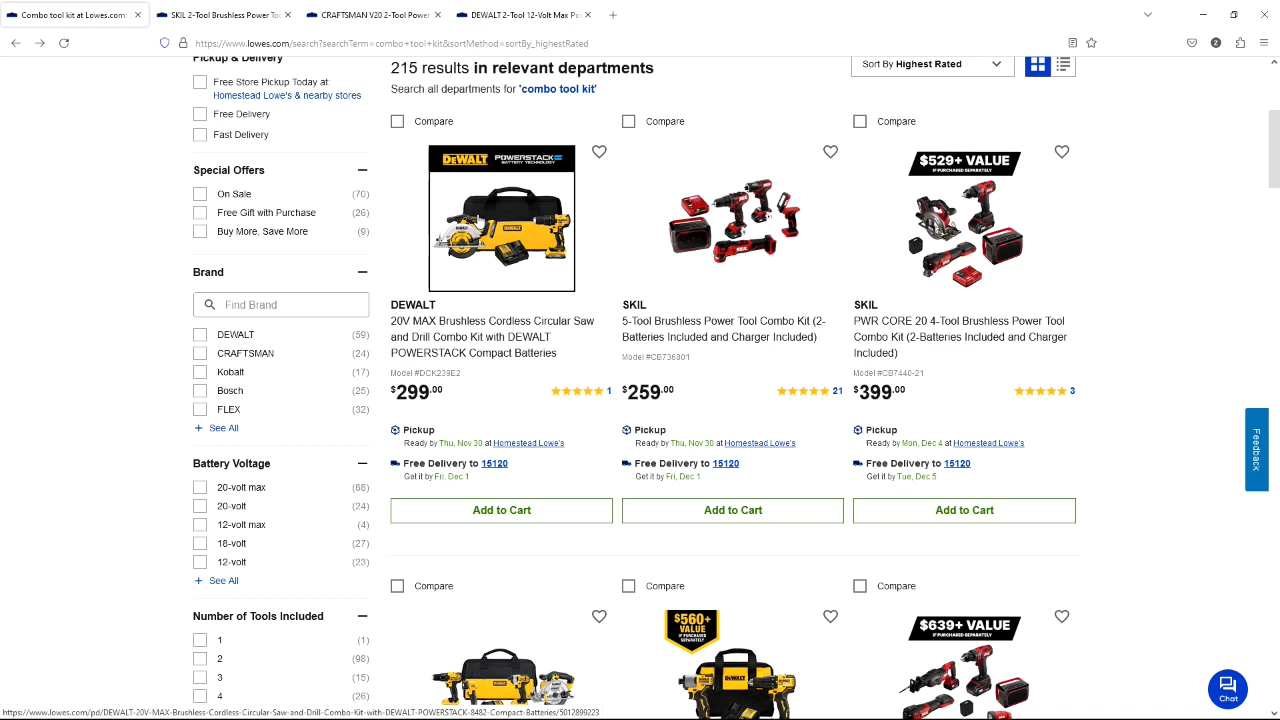 Combo tool kit at Lowes.com:
SKIL 2-Tool Brushless Power To
CRAFTSMAN V20 2-Tool Power
DEWALT 2-Tool 12-Volt Max Po
https://www.lowes.com/search?searchTerm=combo+tool+kit&sortMethod=sortBy_highestRated
2
Pickup & Delivery
Free Store Pickup Today at
Homestead Lowe's & nearby stores
Free Delivery
Fast Delivery
Special Offers
On Sale (70)
Free Gift with Purchase (26)
Buy More, Save More (9)
Brand
Find Brand
DEWALT (59)
CRAFTSMAN (24)
Kobalt (17)
Bosch (25)
FLEX (32)
+ See All
Battery Voltage
20-volt max (88)
20-volt (24)
12-volt max (4)
18-volt (27)
12-volt (23)
+ See All
Number of Tools Included
1 (1)
2 (98)
3 (15)
4 (26)
215 results in relevant departments
Search all departments for 'combo tool kit'
Sort By Highest Rated
Compare
DEWALT POWERSTACK
BATTERY TECHNOLOGY
DEWALT
20V MAX Brushless Cordless Circular Saw
and Drill Combo Kit with DEWALT
POWERSTACK Compact Batteries
Model #DCK239E2
$299.00
1
Pickup
Ready by Thu, Nov 30 at Homestead Lowe's
Free Delivery to 15120
Get it by Fri, Dec 1
Add to Cart
Compare
SKIL
5-Tool Brushless Power Tool Combo Kit (2-
Batteries Included and Charger Included)
Model #CB736801
$259.00
21
Pickup
Ready by Thu, Nov 30 at Homestead Lowe's
Free Delivery to 15120
Get it by Fri, Dec 1
Add to Cart
Compare
$529+ VALUE
IF PURCHASED SEPARATELY
SKIL
PWR CORE 20 4-Tool Brushless Power Tool
Combo Kit (2-Batteries Included and Charger
Included)
Model #CB7440-21
$399.00
3
Pickup
Ready by Mon, Dec 4 at Homestead Lowe's
Free Delivery to 15120
Get it by Tue, Dec 5
Add to Cart
Compare
Compare
$560+
VALUE
IF PURCHASED
SEPARATELY
Compare
$639+ VALUE
IF PURCHASED SEPARATELY
Feedback
Chat
https://www.lowes.com/pd/DEWALT-20V-MAX-Brushless-Cordless-Circular-Saw-and-Drill-Combo-Kit-with-DEWALT-POWERSTACK-8482-Compact-Batteries/5012899223